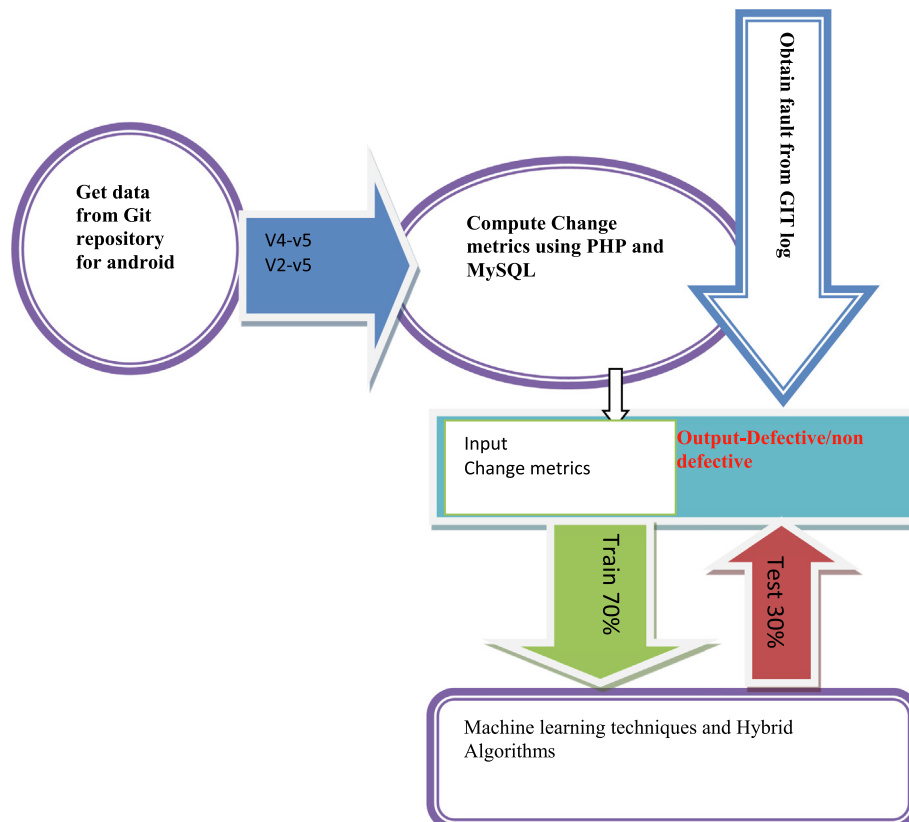 Get data
from Git
repository
for android
V4-v5
V2-v5
Compute Change
metrics using PHP and
MySQL
Obtain fault from GIT log
Input
Change metrics
Output-Defective/non
defective
Train 70%
Test 30%
Machine learning techniques and Hybrid
Algorithms